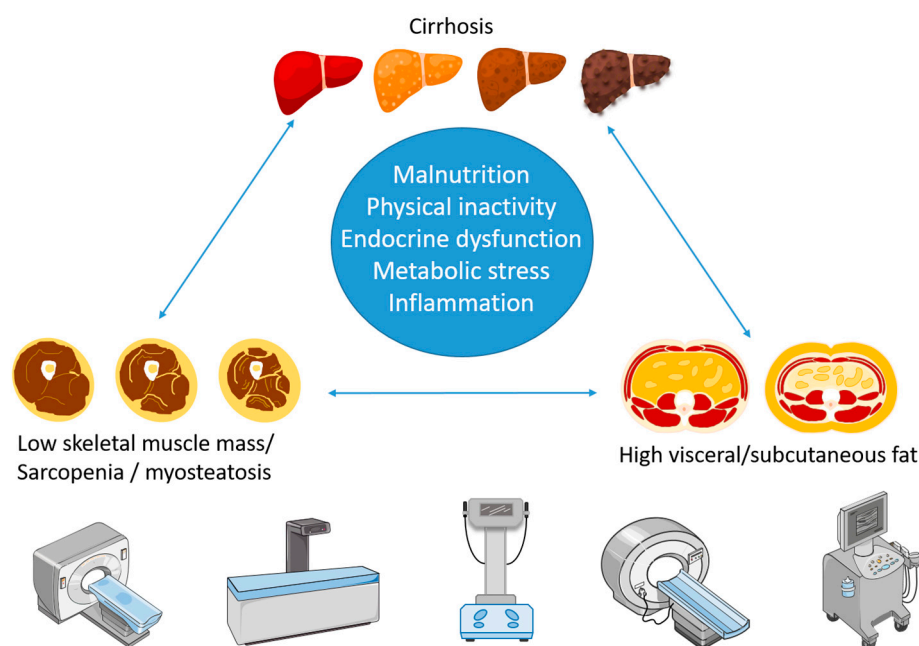 Cirrhosis
Malnutrition
Physical inactivity
Endocrine dysfunction
Metabolic stress
Inflammation
Low skeletal muscle mass/
Sarcopenia / myosteatosis
High visceral/subcutaneous fat